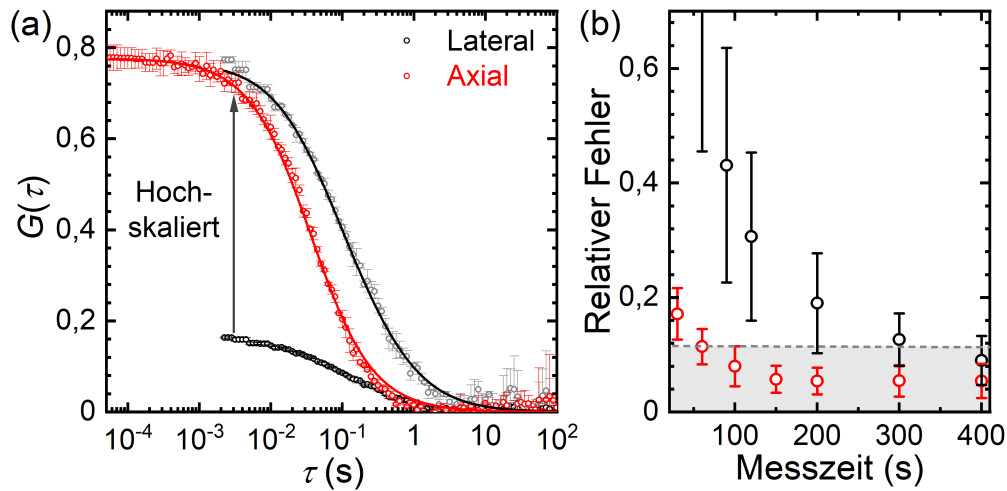 (a)
Lateral
Axial
Hoch-
skaliert
G(τ)
0,8
0,6
0,4
0,2
0
10⁻⁴ 10⁻³ 10⁻² 10⁻¹ 1 10 10²
τ (s)
(b)
Relativer Fehler
0,6
0,4
0,2
0
100 200 300 400
Messzeit (s)